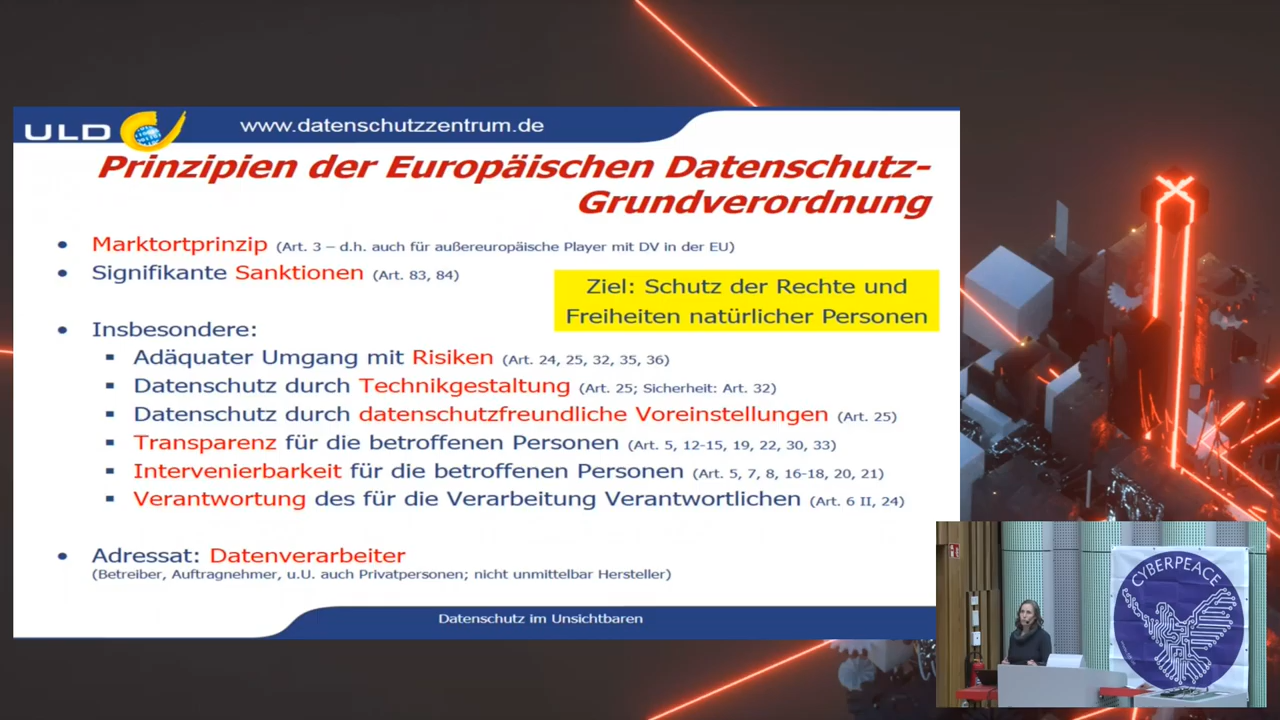 ULD
www.datenschutzzentrum.de
Prinzipien der Europäischen Datenschutz-
Grundverordnung
• Marktortprinzip (Art. 3 – d.h. auch für außereuropäische Player mit DV in der EU)
• Signifikante Sanktionen (Art. 83, 84)
Ziel: Schutz der Rechte und
Freiheiten natürlicher Personen
• Insbesondere:
▪ Adäquater Umgang mit Risiken (Art. 24, 25, 32, 35, 36)
▪ Datenschutz durch Technikgestaltung (Art. 25; Sicherheit: Art. 32)
▪ Datenschutz durch datenschutzfreundliche Voreinstellungen (Art. 25)
▪ Transparenz für die betroffenen Personen (Art. 5, 12-15, 19, 22, 30, 33)
▪ Intervenierbarkeit für die betroffenen Personen (Art. 5, 7, 8, 16-18, 20, 21)
▪ Verantwortung des für die Verarbeitung Verantwortlichen (Art. 6 II, 24)
• Adressat: Datenverarbeiter
(Betreiber, Auftragnehmer, u.U. auch Privatpersonen; nicht unmittelbar Hersteller)
Datenschutz im Unsichtbaren
CYBERPEACE